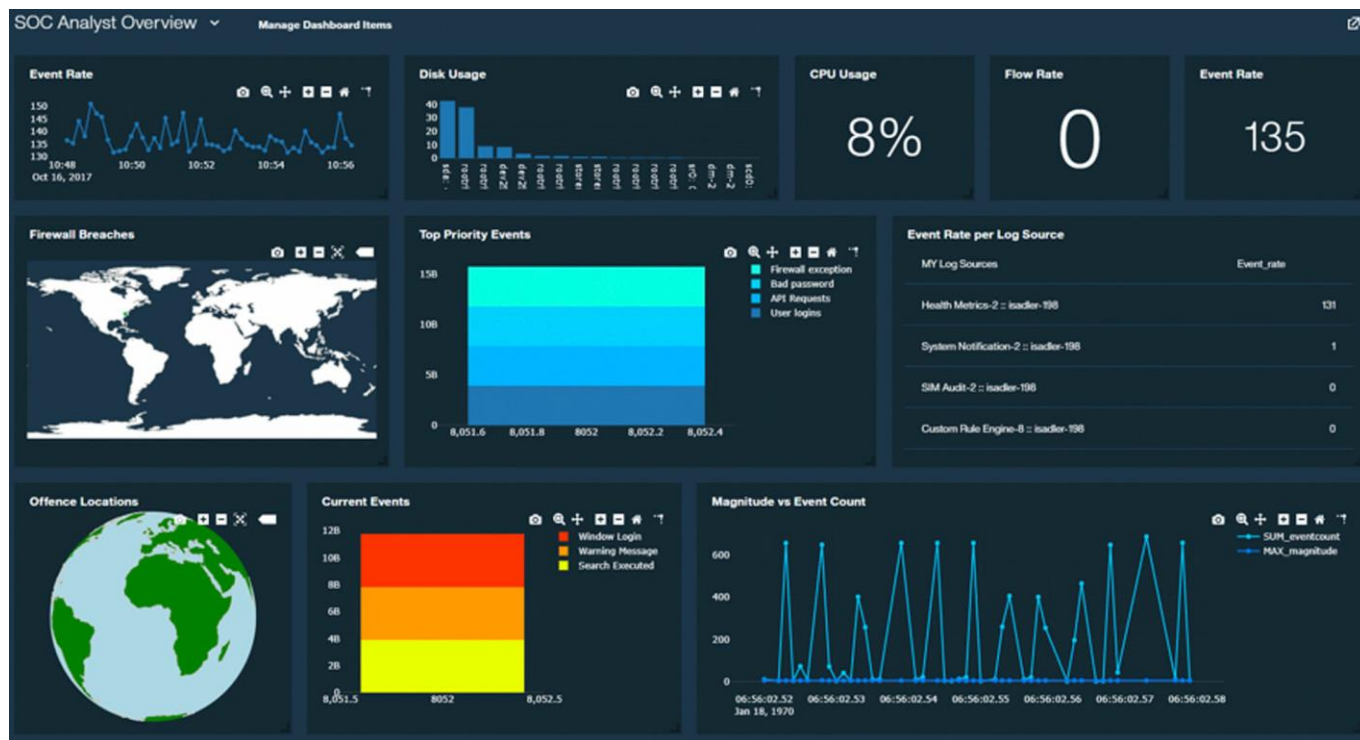 SOC Analyst Overview
Manage Dashboard Items
Event Rate
150
145
140
135
130
10:48 10:50 10:52 10:54 10:56
Oct 16, 2017
Disk Usage
40
30
20
10
0
CPU Usage
8%
Flow Rate
0
Event Rate
135
Firewall Breaches
Top Priority Events
15B
10B
5B
0
8,051.6 8,051.8 8052 8,052.2 8,052.4
Firewall exception
Bad password
API Requests
User logins
Event Rate per Log Source
MY Log Sources Event_rate
Health Metrics-2 :: isadler-198 131
System Notification-2 :: isadler-198 1
SIM Audit-2 :: isadler-198 0
Custom Rule Engine-8 :: isadler-198 0
Offence Locations
Current Events
12B
10B
8B
6B
4B
2B
0
8,051.5 8052 8,052.5
Window Login
Warning Message
Search Executed
Magnitude vs Event Count
600
400
200
0
06:56:02.52 06:56:02.53 06:56:02.54 06:56:02.55 06:56:02.56 06:56:02.57 06:56:02.58
Jan 18, 1970
SUM_eventcount
MAX_magnitude